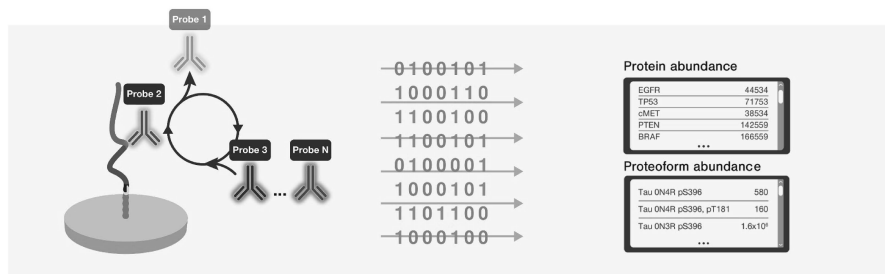 Probe 1
Probe 2
Probe 3
...
Probe N
0100101
1000110
1100100
1100101
0100001
1000101
1101100
1000100
Protein abundance
EGFR 44534
TP53 71753
cMET 38534
PTEN 142559
BRAF 166559
...
Proteoform abundance
Tau 0N4R pS396 580
Tau 0N4R pS396, pT181 160
Tau 0N3R pS396 1.6x10⁶
...